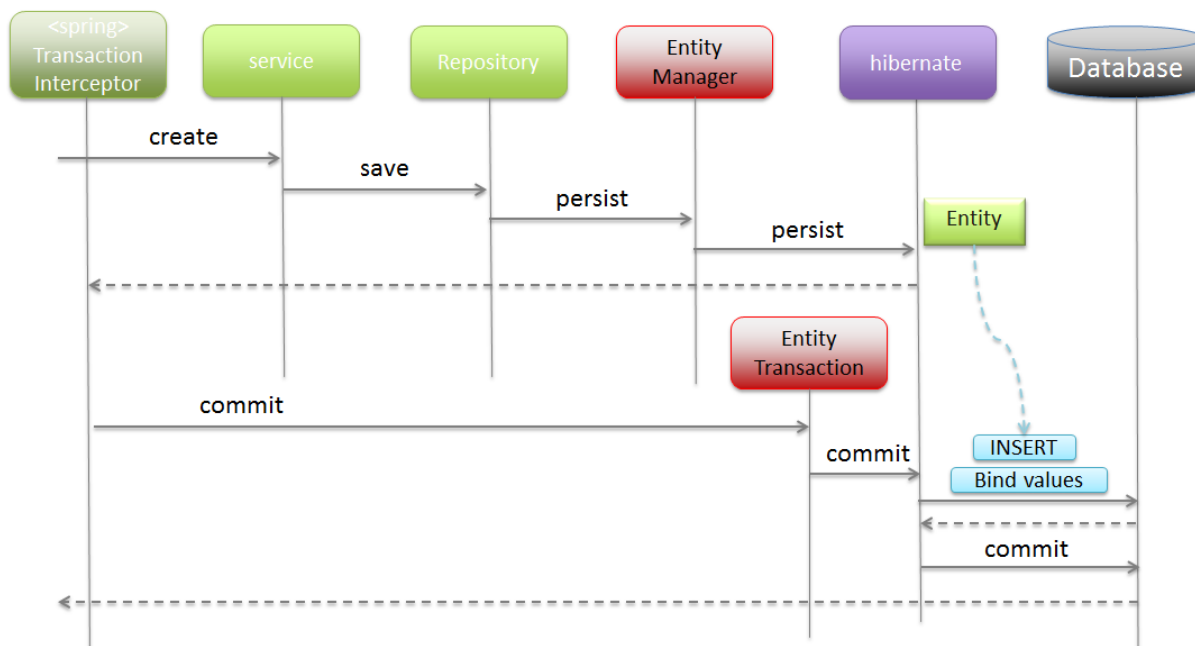 <spring>
Transaction
Interceptor
service
Repository
Entity
Manager
hibernate
Database
create
save
persist
persist
Entity
Entity
Transaction
commit
commit
INSERT
Bind values
commit